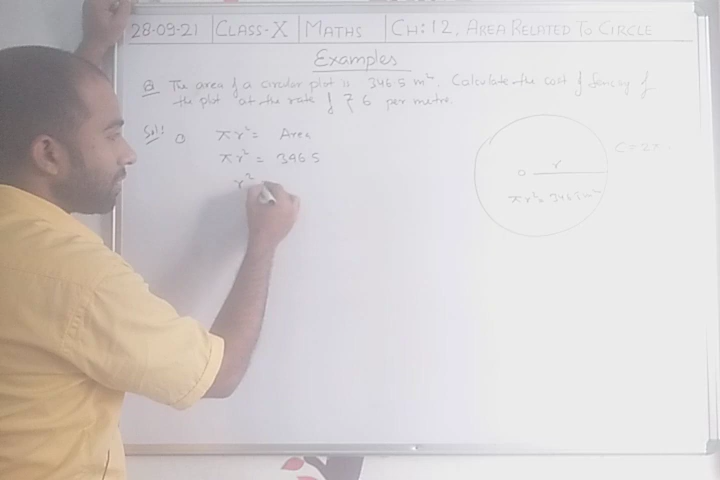 28-09-21 CLASS-X MATHS CH:12, AREA RELATED TO CIRCLE
Examples
Q The area of a circular plot is 346.5 m². Calculate the cost of fencing of
the plot at the rate of ₹ 6 per metre.
Sol: πr² = Area
πr² = 346.5
r²
r
πr² = 346.5 m²
C = 2π